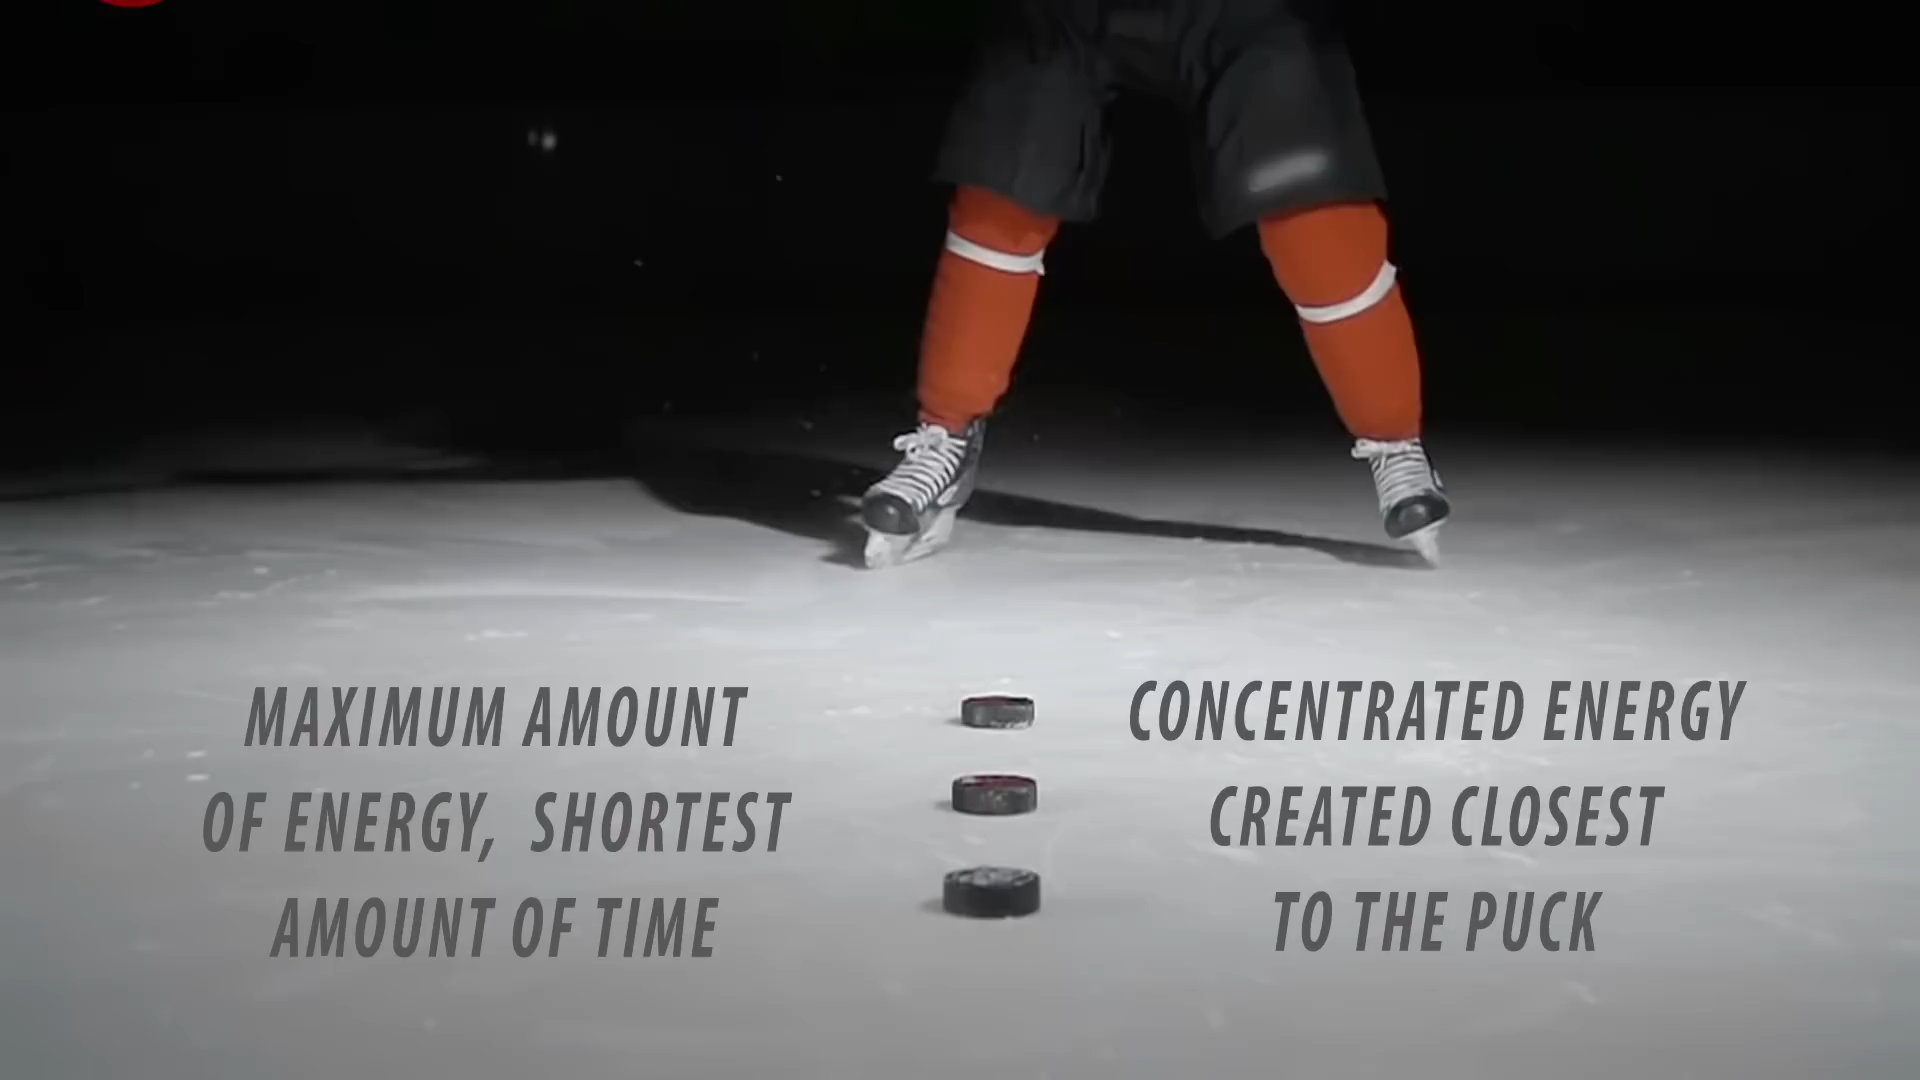 MAXIMUM AMOUNT
OF ENERGY, SHORTEST
AMOUNT OF TIME
CONCENTRATED ENERGY
CREATED CLOSEST
TO THE PUCK